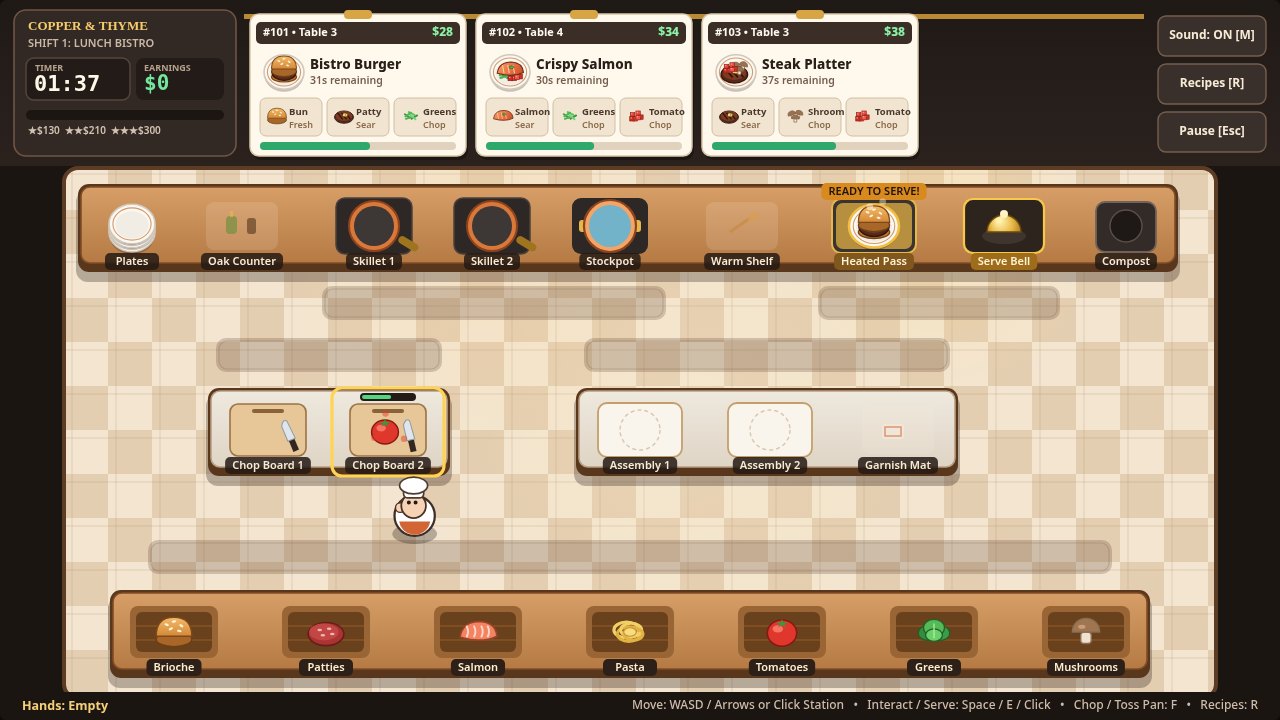 COPPER & THYME
SHIFT 1: LUNCH BISTRO
TIMER
01:37
EARNINGS
$0
★$130 ★★$210 ★★★$300
#101 • Table 3 $28
Bistro Burger
31s remaining
Bun Patty Greens
Fresh Sear Chop
#102 • Table 4 $34
Crispy Salmon
30s remaining
Salmon Greens Tomato
Sear Chop Chop
#103 • Table 3 $38
Steak Platter
37s remaining
Patty Shroom Tomato
Sear Chop Chop
Sound: ON [M]
Recipes [R]
Pause [Esc]
READY TO SERVE!
Plates Oak Counter Skillet 1 Skillet 2 Stockpot Warm Shelf Heated Pass Serve Bell Compost
Chop Board 1 Chop Board 2 Assembly 1 Assembly 2 Garnish Mat
Brioche Patties Salmon Pasta Tomatoes Greens Mushrooms
Hands: Empty
Move: WASD / Arrows or Click Station • Interact / Serve: Space / E / Click • Chop / Toss Pan: F • Recipes: R